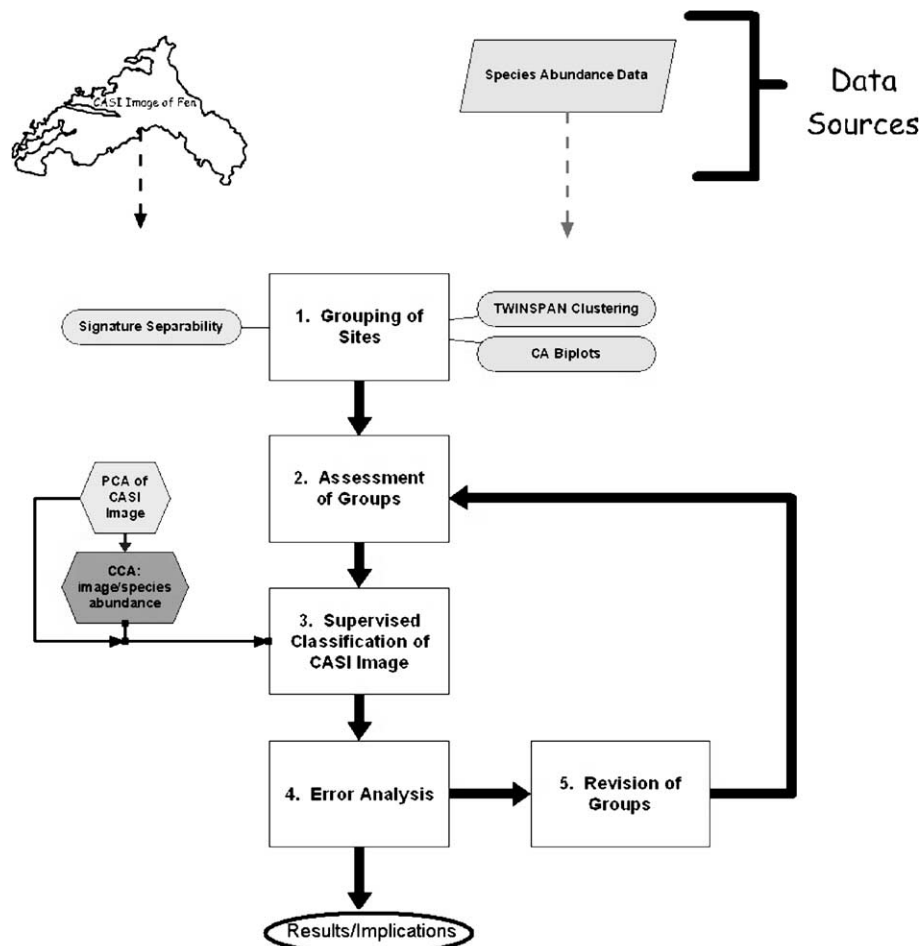 CASI Image of Fen
Species Abundance Data
Data
Sources
Signature Separability
1. Grouping of
Sites
TWINSPAN Clustering
CA Biplots
2. Assessment
of Groups
PCA of
CASI
Image
CCA:
image/species
abundance
3. Supervised
Classification of
CASI Image
4. Error Analysis
5. Revision of
Groups
Results/Implications